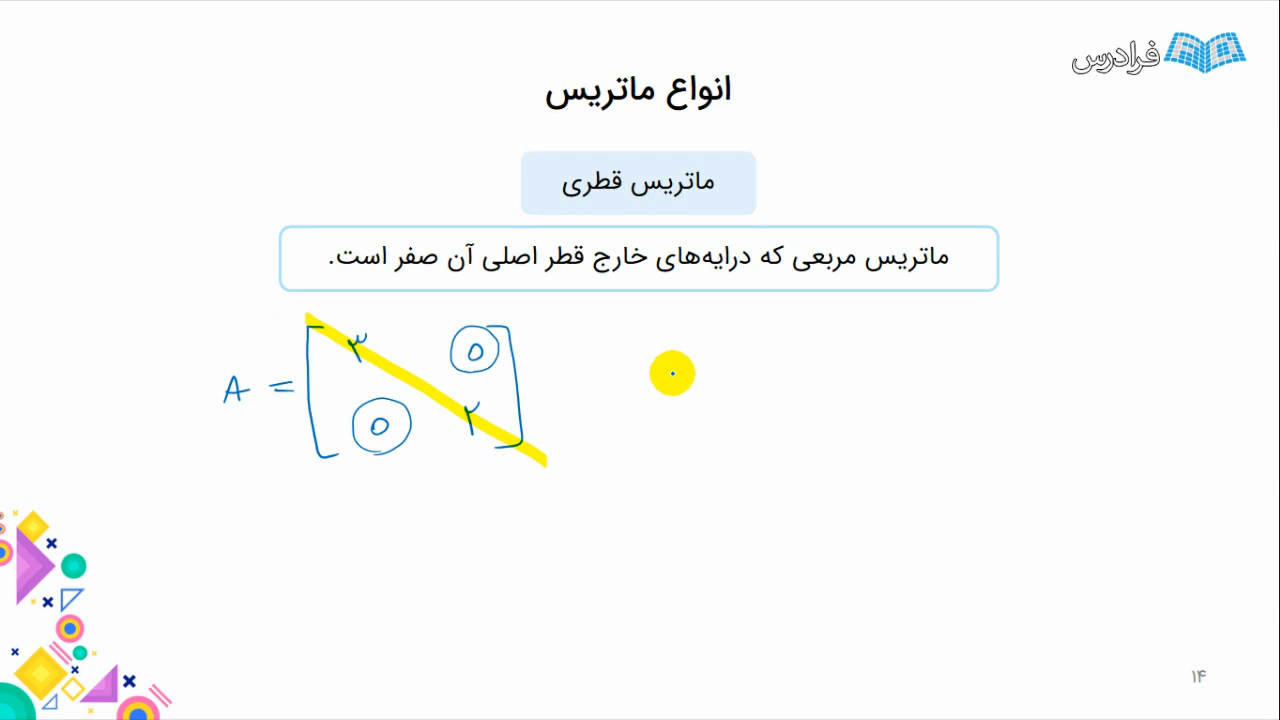 فرادرس
انواع ماتریس
ماتریس قطری
ماتریس مربعی که درایه‌های خارج قطر اصلی آن صفر است.
A = [۳ 0
0 ۲]
۱۴